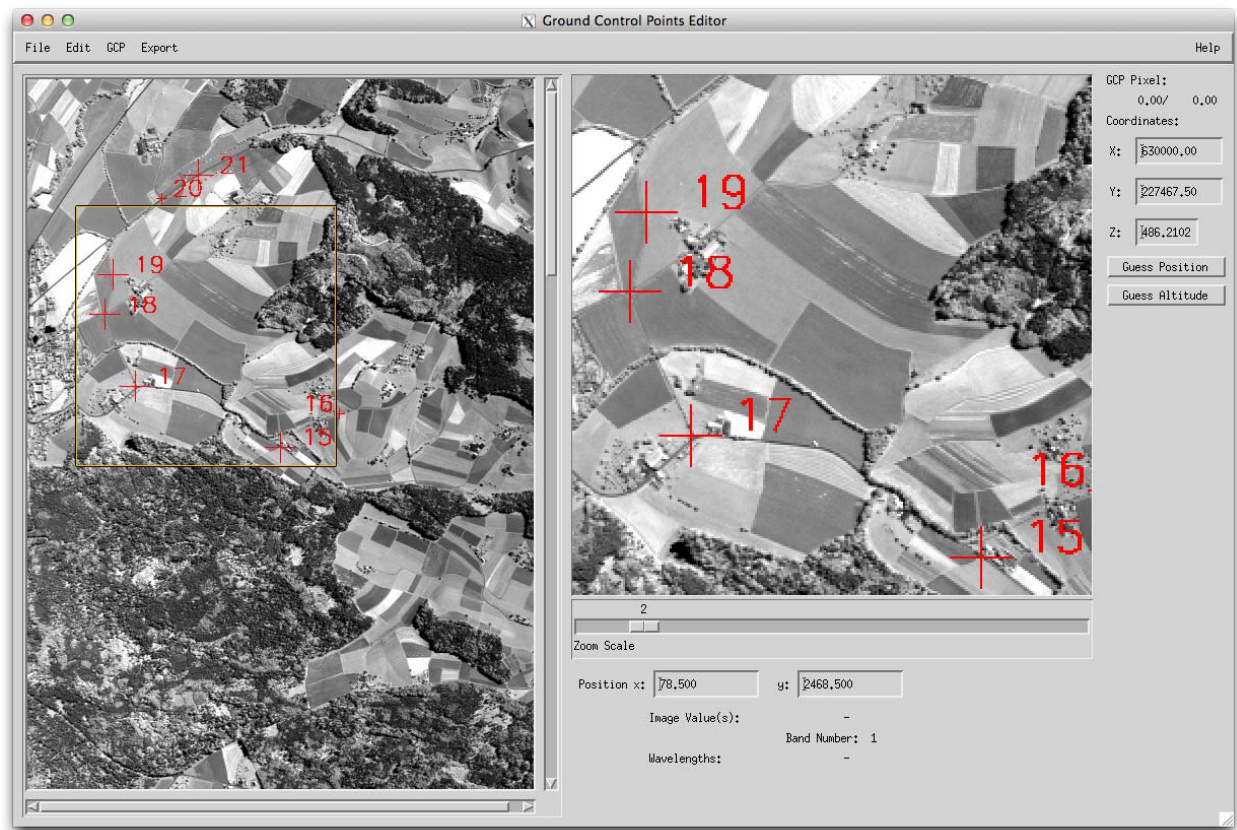 Ground Control Points Editor
File Edit GCP Export Help
21
20
19
18
17
16
15
19
18
17
16
15
GCP Pixel:
0.00/ 0.00
Coordinates:
X: 630000.00
Y: 227467.50
Z: 486.2102
Guess Position
Guess Altitude
2
Zoom Scale
Position x: 78.500 y: 2468.500
Image Value(s): -
Band Number: 1
Wavelengths: -